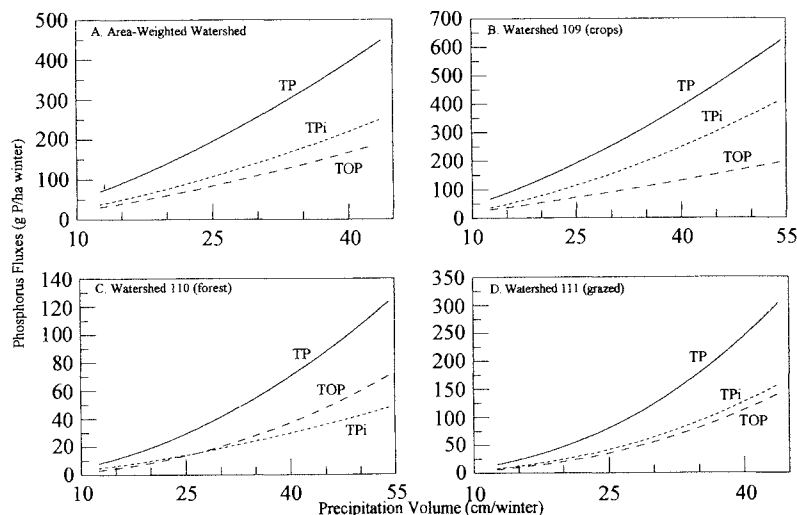 Phosphorus Fluxes (g P/ha winter)
A. Area-Weighted Watershed
500
400
300
200
100
0
TP
TPi
TOP
10
25
40
B. Watershed 109 (crops)
700
600
500
400
300
200
100
0
TP
TPi
TOP
10
25
40
55
C. Watershed 110 (forest)
140
120
100
80
60
40
20
0
TP
TOP
TPi
10
25
40
55
D. Watershed 111 (grazed)
350
300
250
200
150
100
50
0
TP
TPi
TOP
10
25
40
Precipitation Volume (cm/winter)